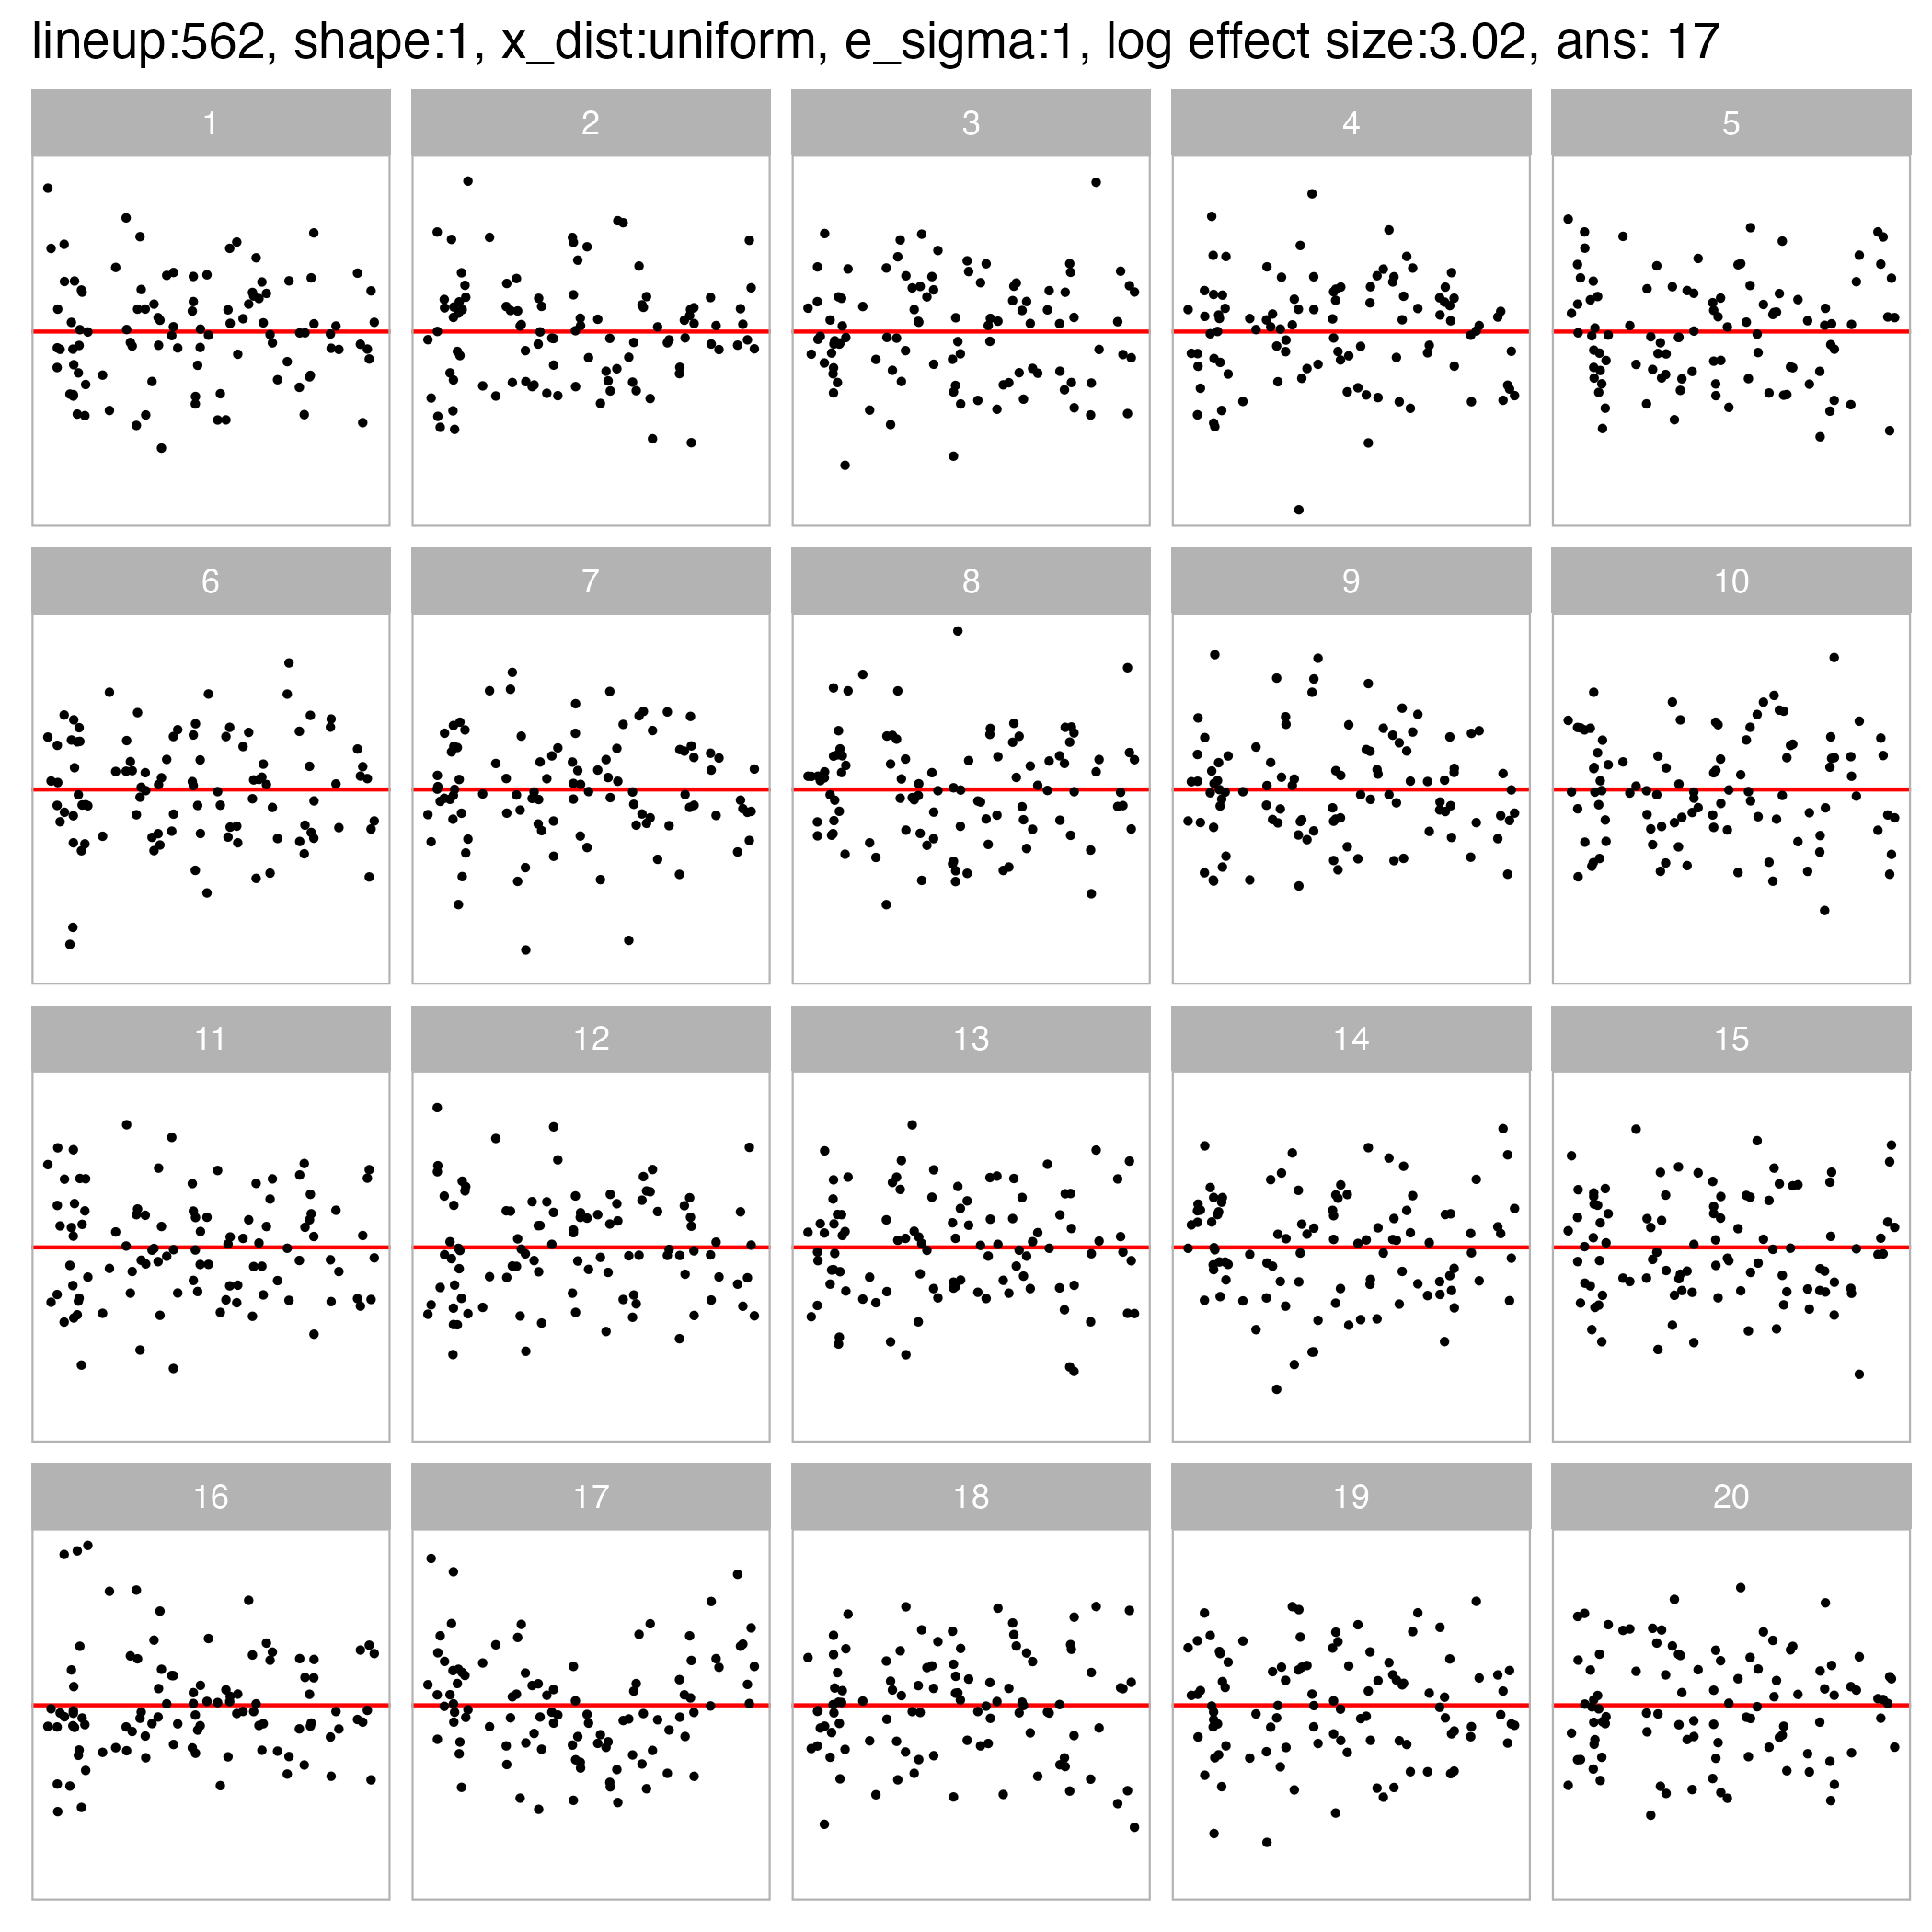 lineup:562, shape:1, x_dist:uniform, e_sigma:1, log effect size:3.02, ans: 17
1 2 3 4 5
6 7 8 9 10
11 12 13 14 15
16 17 18 19 20